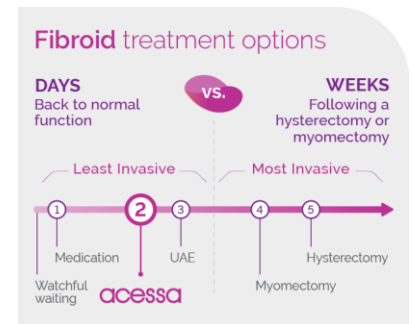 Fibroid treatment options
DAYS
Back to normal
function
VS.
WEEKS
Following a
hysterectomy or
myomectomy
Least Invasive
Most Invasive
1
2
3
4
5
Medication
UAE
Hysterectomy
Watchful
waiting
acessa
Myomectomy